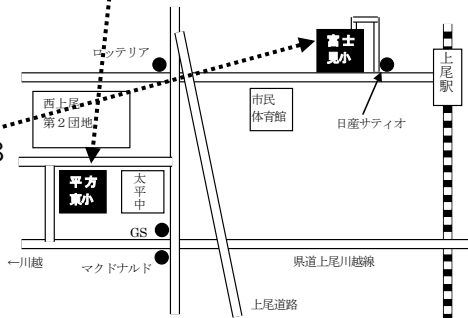 ロッテリア
富士
見小
上尾駅
西上尾
第２団地
市民
体育館
日産サティオ
平方
東小
太平中
GS
←川越
マクドナルド
県道上尾川越線
上尾道路